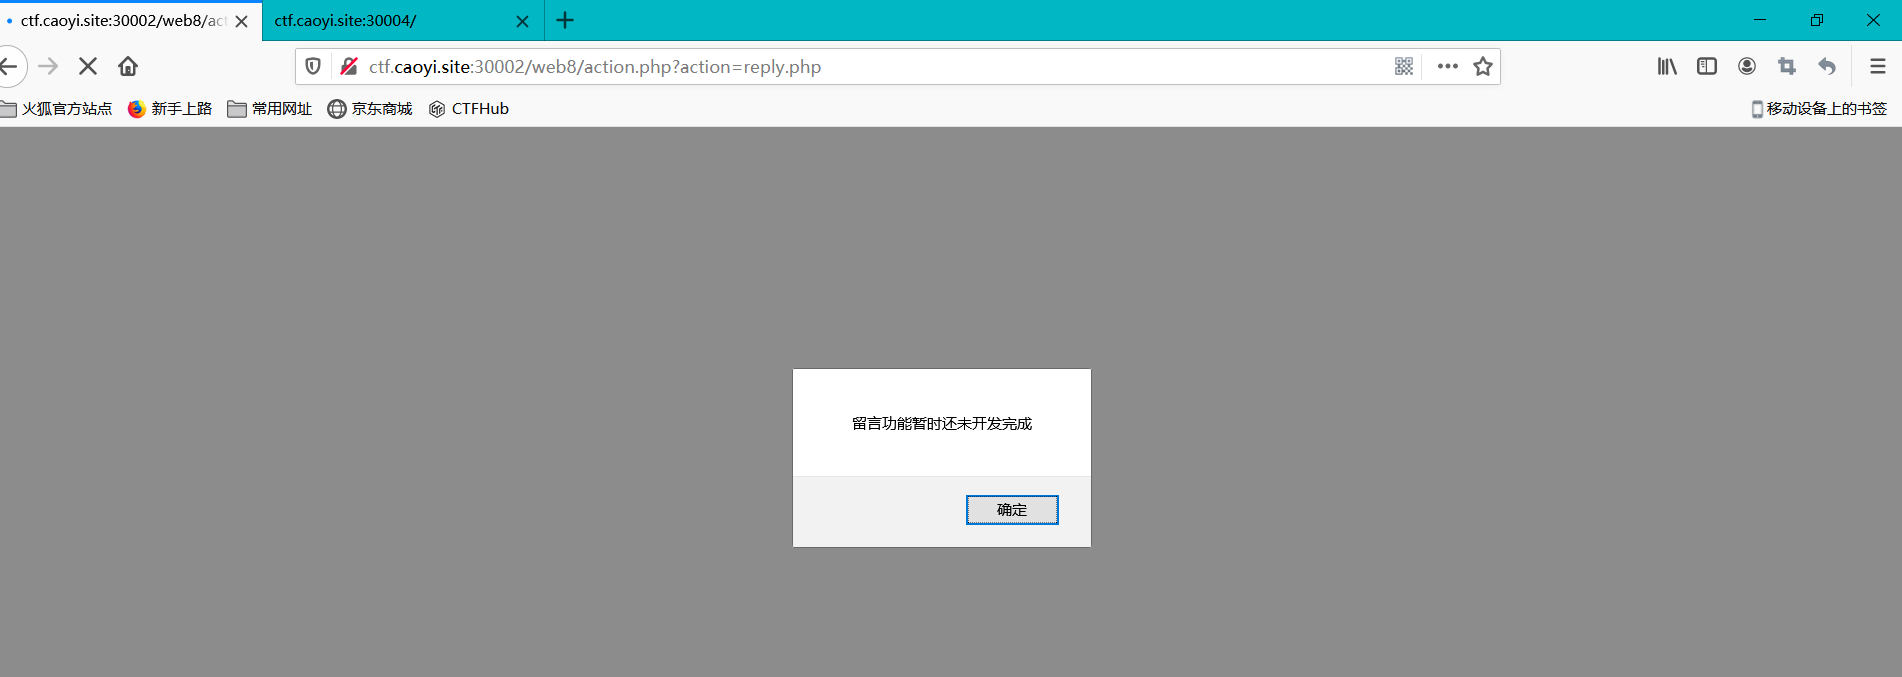 ctf.caoyi.site:30002/web8/act
ctf.caoyi.site:30004/
ctf.caoyi.site:30002/web8/action.php?action=reply.php
火狐官方站点 新手上路 常用网址 京东商城 CTFHub 移动设备上的书签
留言功能暂时还未开发完成
确定